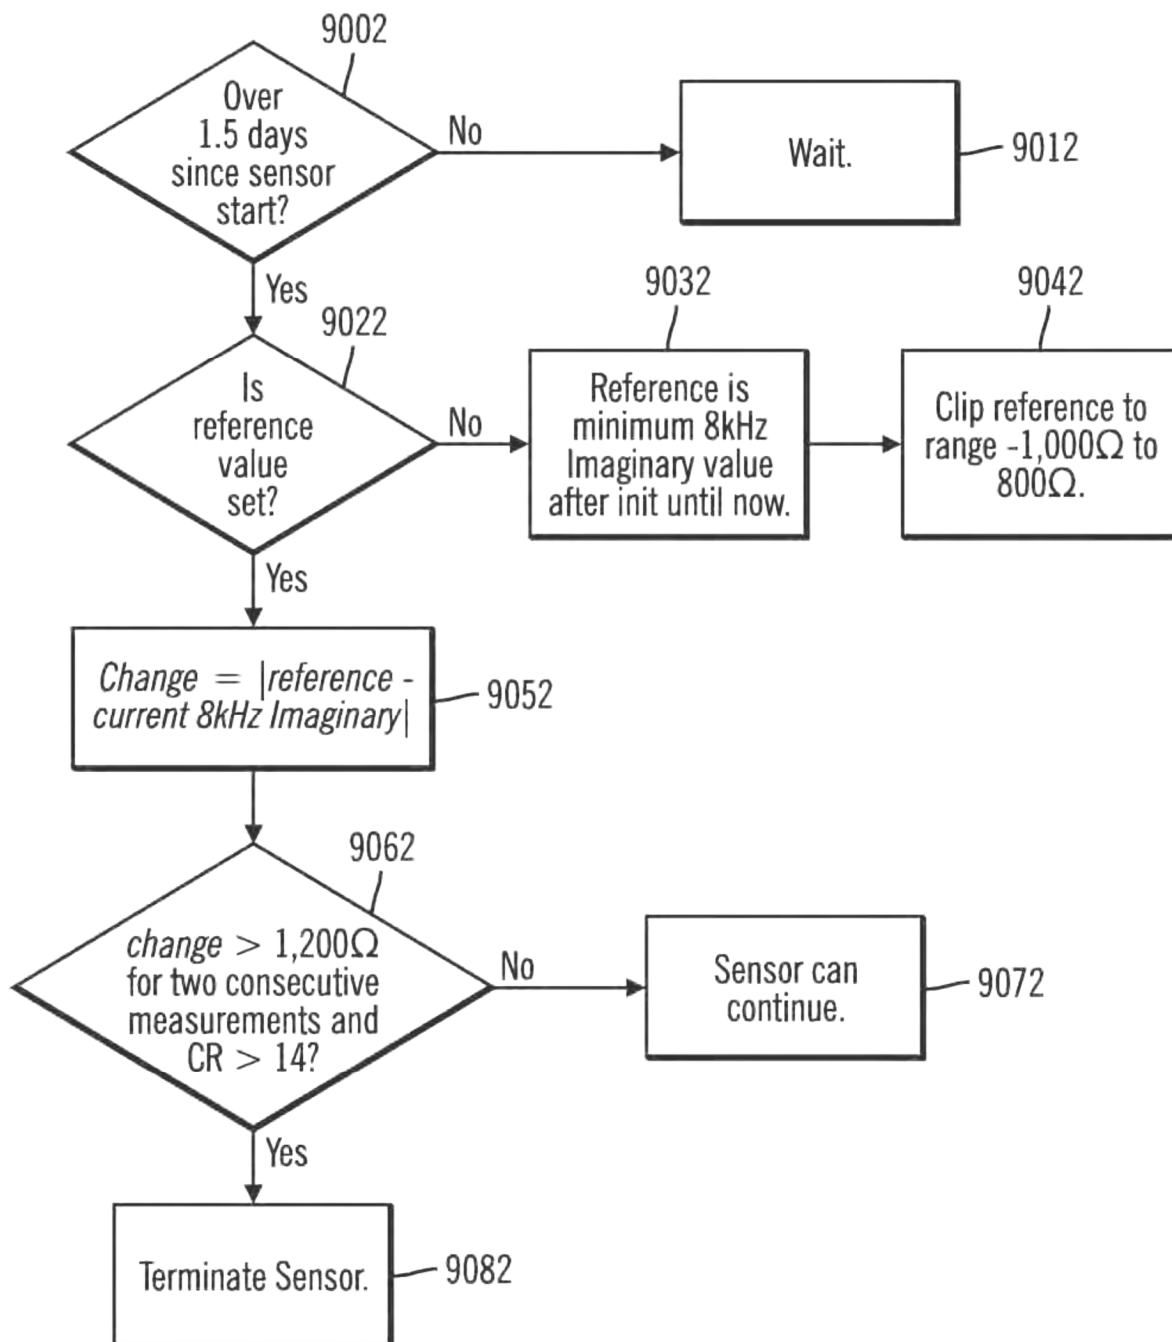 9002
Over
1.5 days
since sensor
start?
No
Wait.
9012
Yes
9022
Is
reference
value
set?
No
9032
Reference is
minimum 8kHz
Imaginary value
after init until now.
9042
Clip reference to
range -1,000Ω to
800Ω.
Yes
Change = |reference -
current 8kHz Imaginary|
9052
9062
change > 1,200Ω
for two consecutive
measurements and
CR > 14?
No
Sensor can
continue.
9072
Yes
Terminate Sensor.
9082